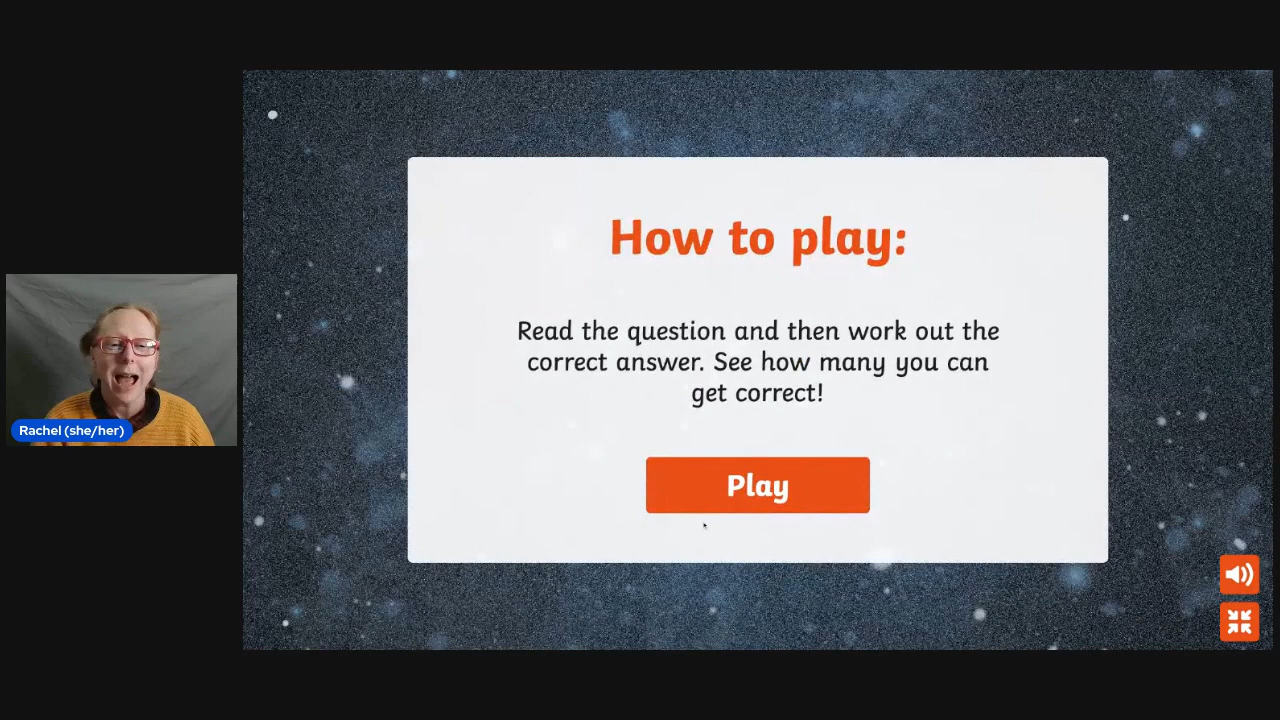 How to play:
Read the question and then work out the
correct answer. See how many you can
get correct!
Play
Rachel (she/her)